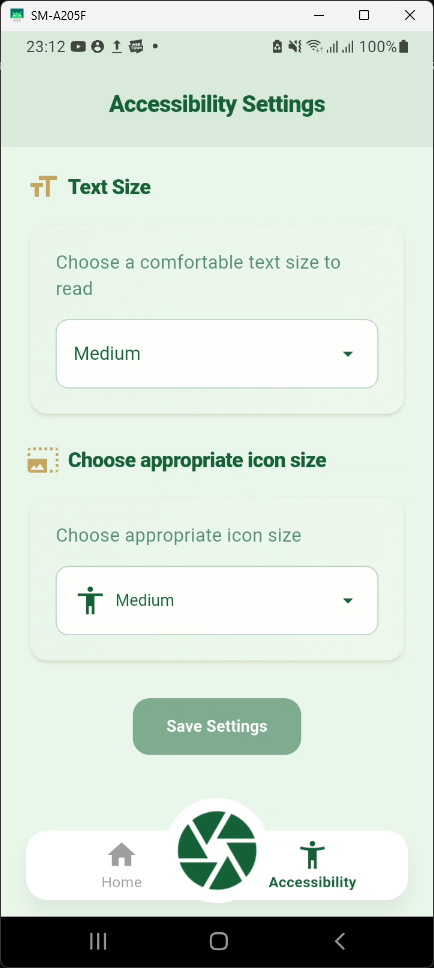 SM-A205F
23:12 100%
Accessibility Settings
Text Size
Choose a comfortable text size to
read
Medium
Choose appropriate icon size
Choose appropriate icon size
Medium
Save Settings
Home
Accessibility